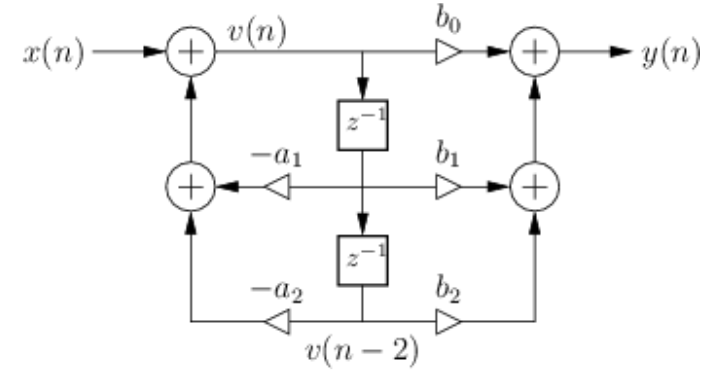 v(n) b₀
x(n) + + y(n)
z⁻¹
−a₁ b₁
+ +
z⁻¹
−a₂ b₂
v(n − 2)